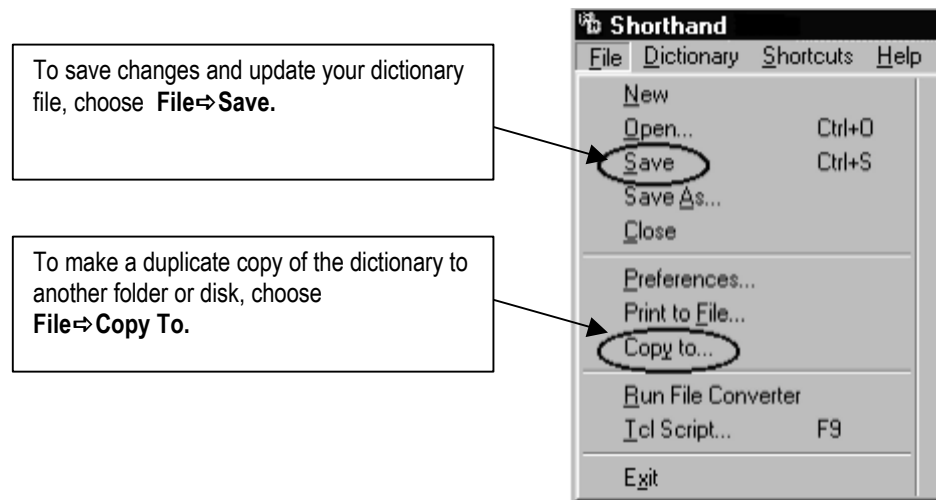 Shorthand
File Dictionary Shortcuts Help
To save changes and update your dictionary
file, choose File⇨Save.
New
Open... Ctrl+O
Save Ctrl+S
Save As...
Close
To make a duplicate copy of the dictionary to
another folder or disk, choose
File⇨Copy To.
Preferences...
Print to File...
Copy to...
Run File Converter
Tcl Script... F9
Exit